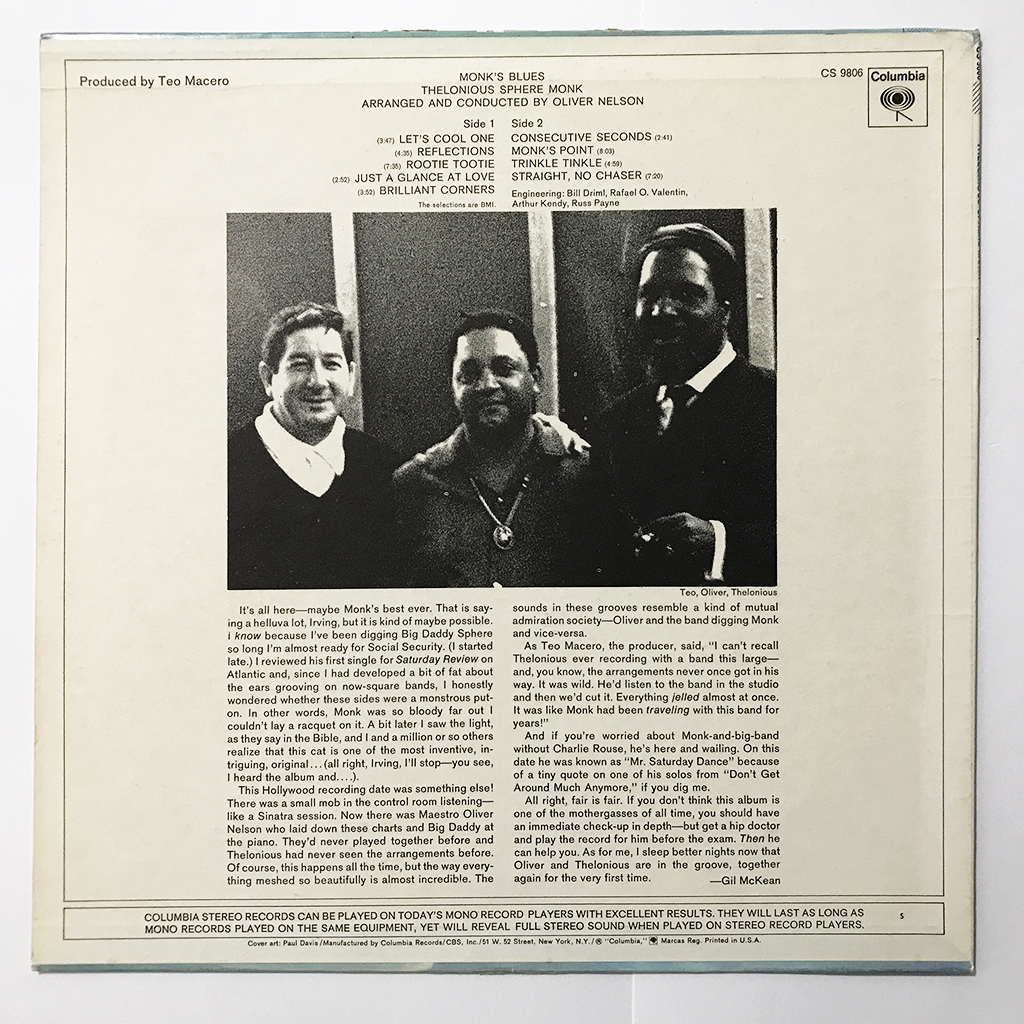 Produced by Teo Macero
MONK'S BLUES
THELONIOUS SPHERE MONK
ARRANGED AND CONDUCTED BY OLIVER NELSON
CS 9806
Columbia
Side 1
(3:47) LET'S COOL ONE
(4:35) REFLECTIONS
(7:35) ROOTIE TOOTIE
(2:52) JUST A GLANCE AT LOVE
(3:52) BRILLIANT CORNERS
The selections are BMI.
Side 2
CONSECUTIVE SECONDS (2:41)
MONK'S POINT (8:03)
TRINKLE TINKLE (4:59)
STRAIGHT, NO CHASER (7:20)
Engineering: Bill Driml, Rafael O. Valentin,
Arthur Kendy, Russ Payne
Teo, Oliver, Thelonious
It's all here—maybe Monk's best ever. That is say-
ing a helluva lot, Irving, but it is kind of maybe possible.
I know because I've been digging Big Daddy Sphere
so long I'm almost ready for Social Security. (I started
late.) I reviewed his first single for Saturday Review on
Atlantic and, since I had developed a bit of fat about
the ears grooving on now-square bands, I honestly
wondered whether these sides were a monstrous put-
on. In other words, Monk was so bloody far out I
couldn't lay a racquet on it. A bit later I saw the light,
as they say in the Bible, and I and a million or so others
realize that this cat is one of the most inventive, in-
triguing, original...(all right, Irving, I'll stop—you see,
I heard the album and....).
This Hollywood recording date was something else!
There was a small mob in the control room listening—
like a Sinatra session. Now there was Maestro Oliver
Nelson who laid down these charts and Big Daddy at
the piano. They'd never played together before and
Thelonious had never seen the arrangements before.
Of course, this happens all the time, but the way every-
thing meshed so beautifully is almost incredible. The
sounds in these grooves resemble a kind of mutual
admiration society—Oliver and the band digging Monk
and vice-versa.
As Teo Macero, the producer, said, "I can't recall
Thelonious ever recording with a band this large—
and, you know, the arrangements never once got in his
way. It was wild. He'd listen to the band in the studio
and then we'd cut it. Everything jelled almost at once.
It was like Monk had been traveling with this band for
years!"
And if you're worried about Monk-and-big-band
without Charlie Rouse, he's here and wailing. On this
date he was known as "Mr. Saturday Dance" because
of a tiny quote on one of his solos from "Don't Get
Around Much Anymore," if you dig me.
All right, fair is fair. If you don't think this album is
one of the mothergasses of all time, you should have
an immediate check-up in depth—but get a hip doctor
and play the record for him before the exam. Then he
can help you. As for me, I sleep better nights now that
Oliver and Thelonious are in the groove, together
again for the very first time. —Gil McKean
COLUMBIA STEREO RECORDS CAN BE PLAYED ON TODAY'S MONO RECORD PLAYERS WITH EXCELLENT RESULTS. THEY WILL LAST AS LONG AS
MONO RECORDS PLAYED ON THE SAME EQUIPMENT, YET WILL REVEAL FULL STEREO SOUND WHEN PLAYED ON STEREO RECORD PLAYERS.
S
Cover art: Paul Davis/Manufactured by Columbia Records/CBS, Inc./51 W. 52 Street, New York, N.Y./® "Columbia," Marcas Reg. Printed in U.S.A.